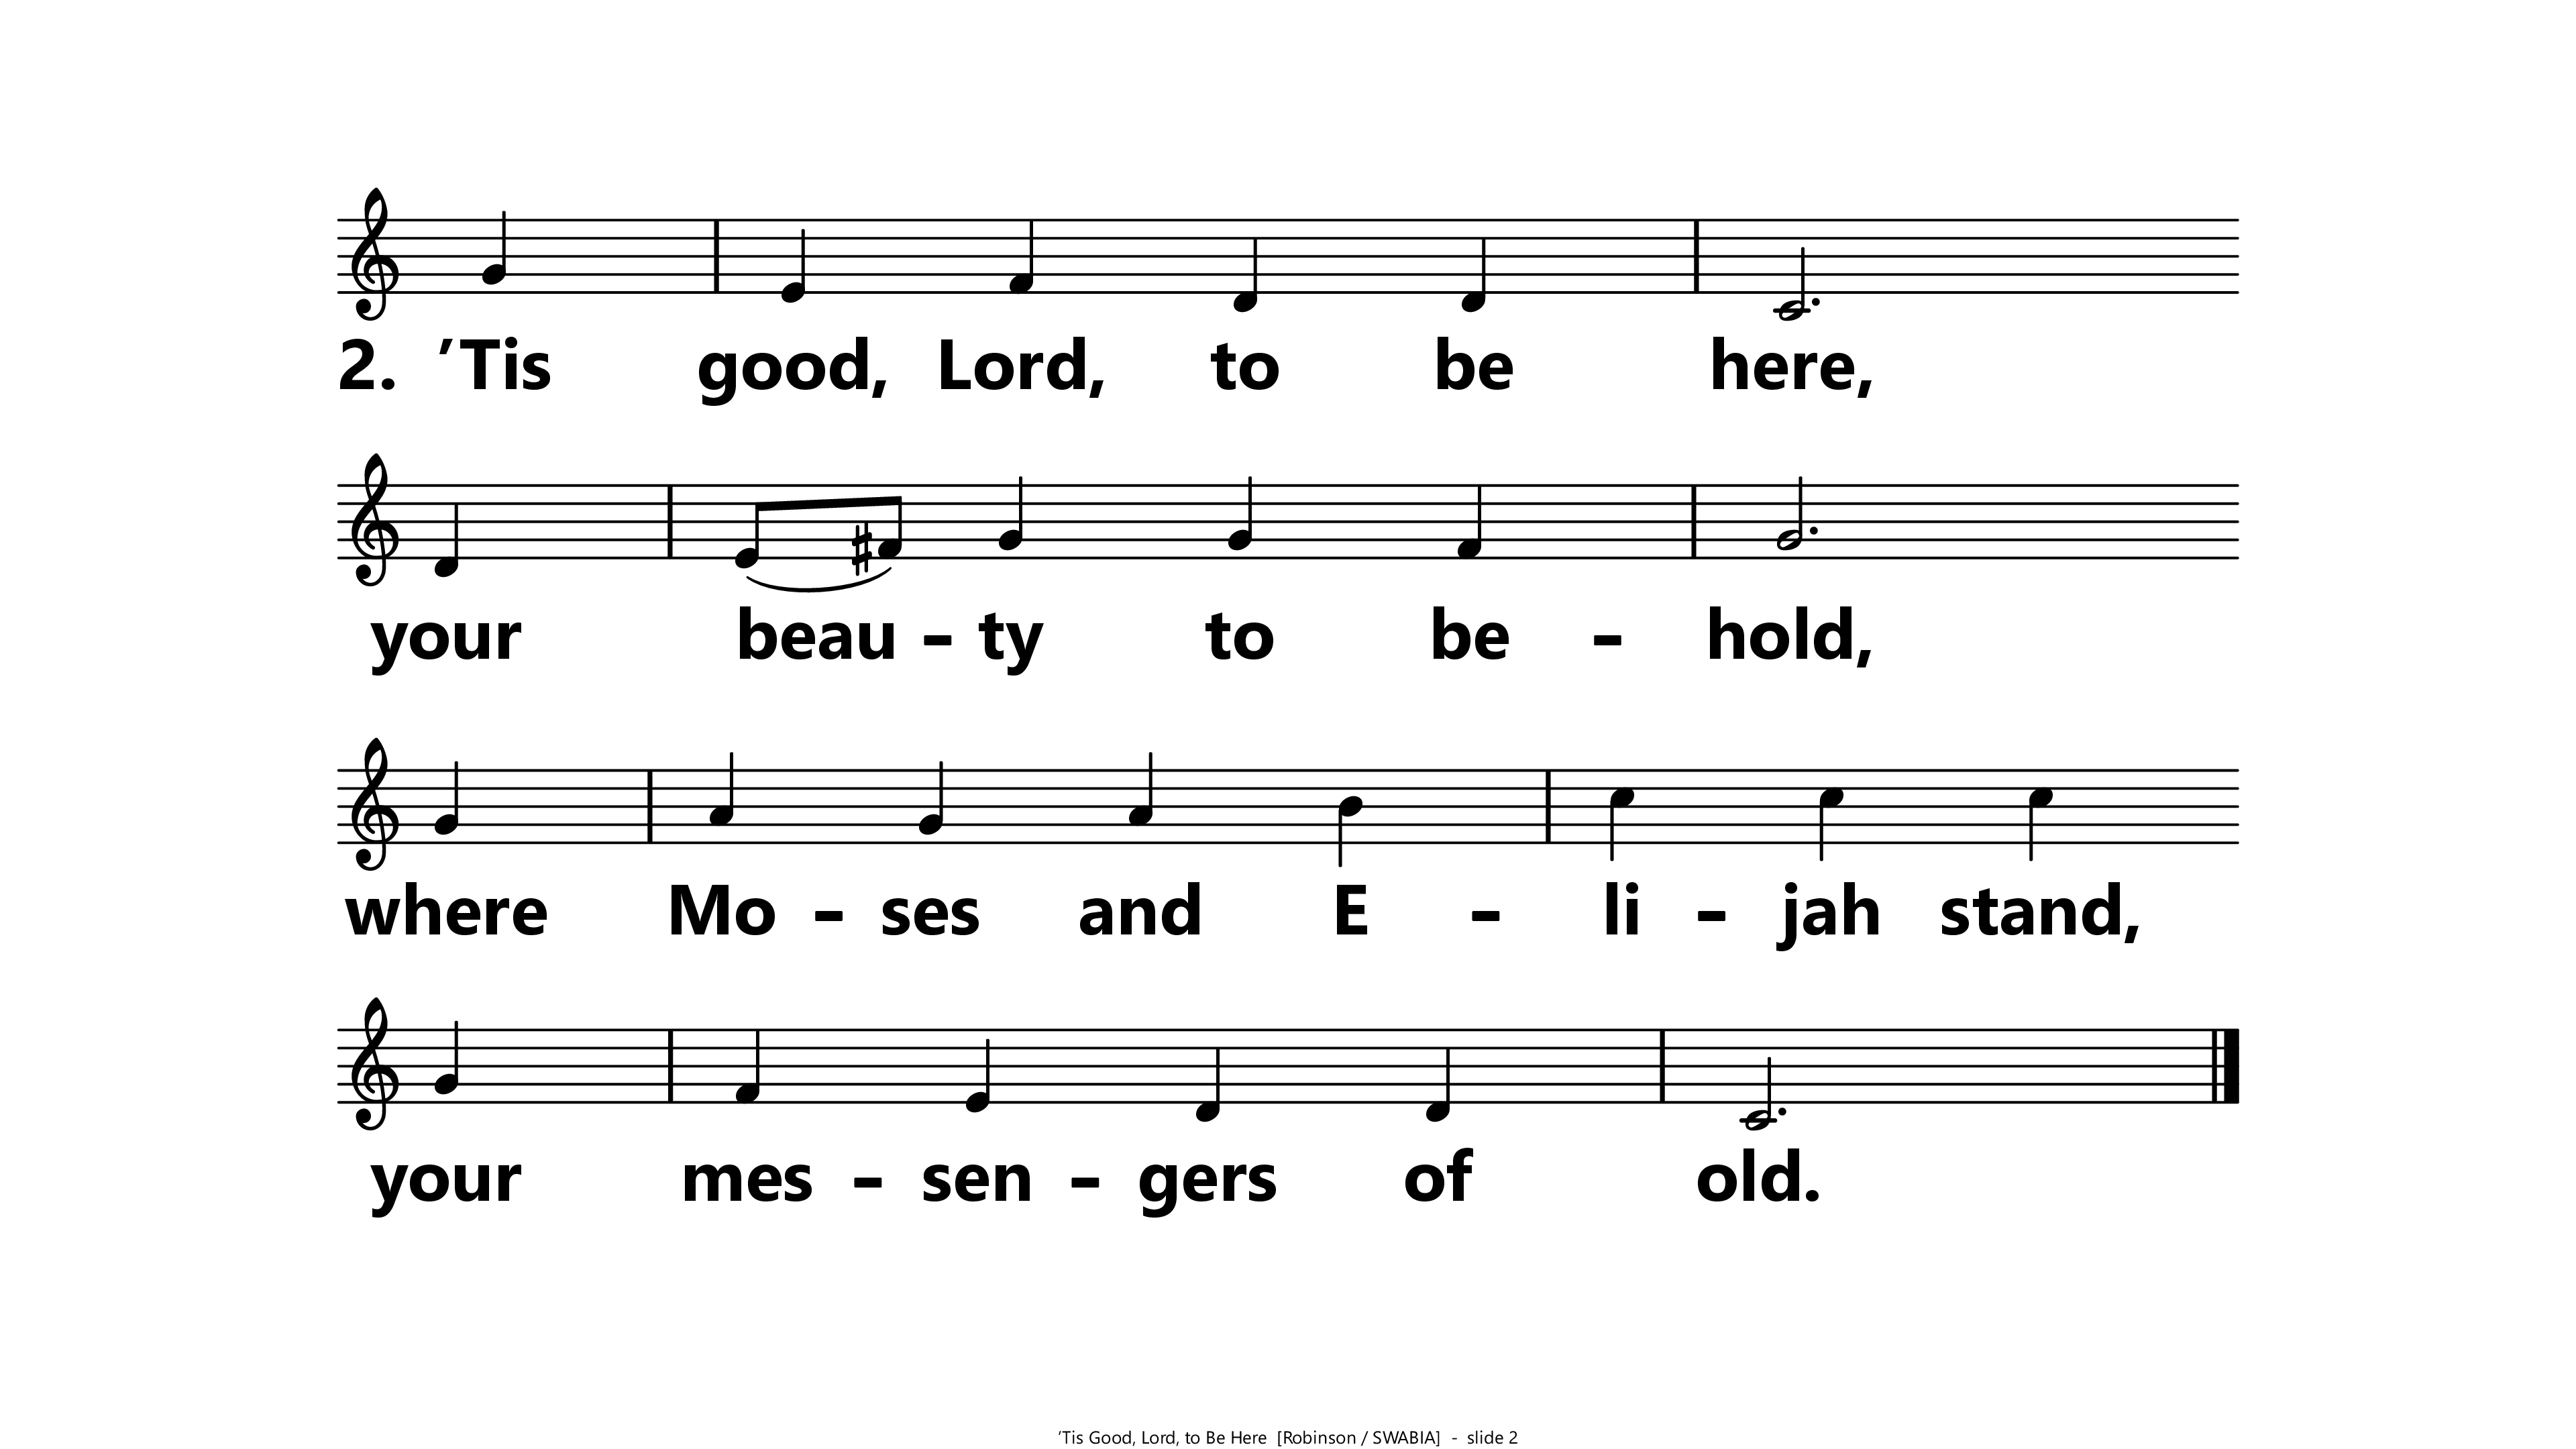 2. ’Tis good, Lord, to be here,
your beau - ty to be - hold,
where Mo - ses and E - li - jah stand,
your mes - sen - gers of old.
’Tis Good, Lord, to Be Here [Robinson / SWABIA] - slide 2